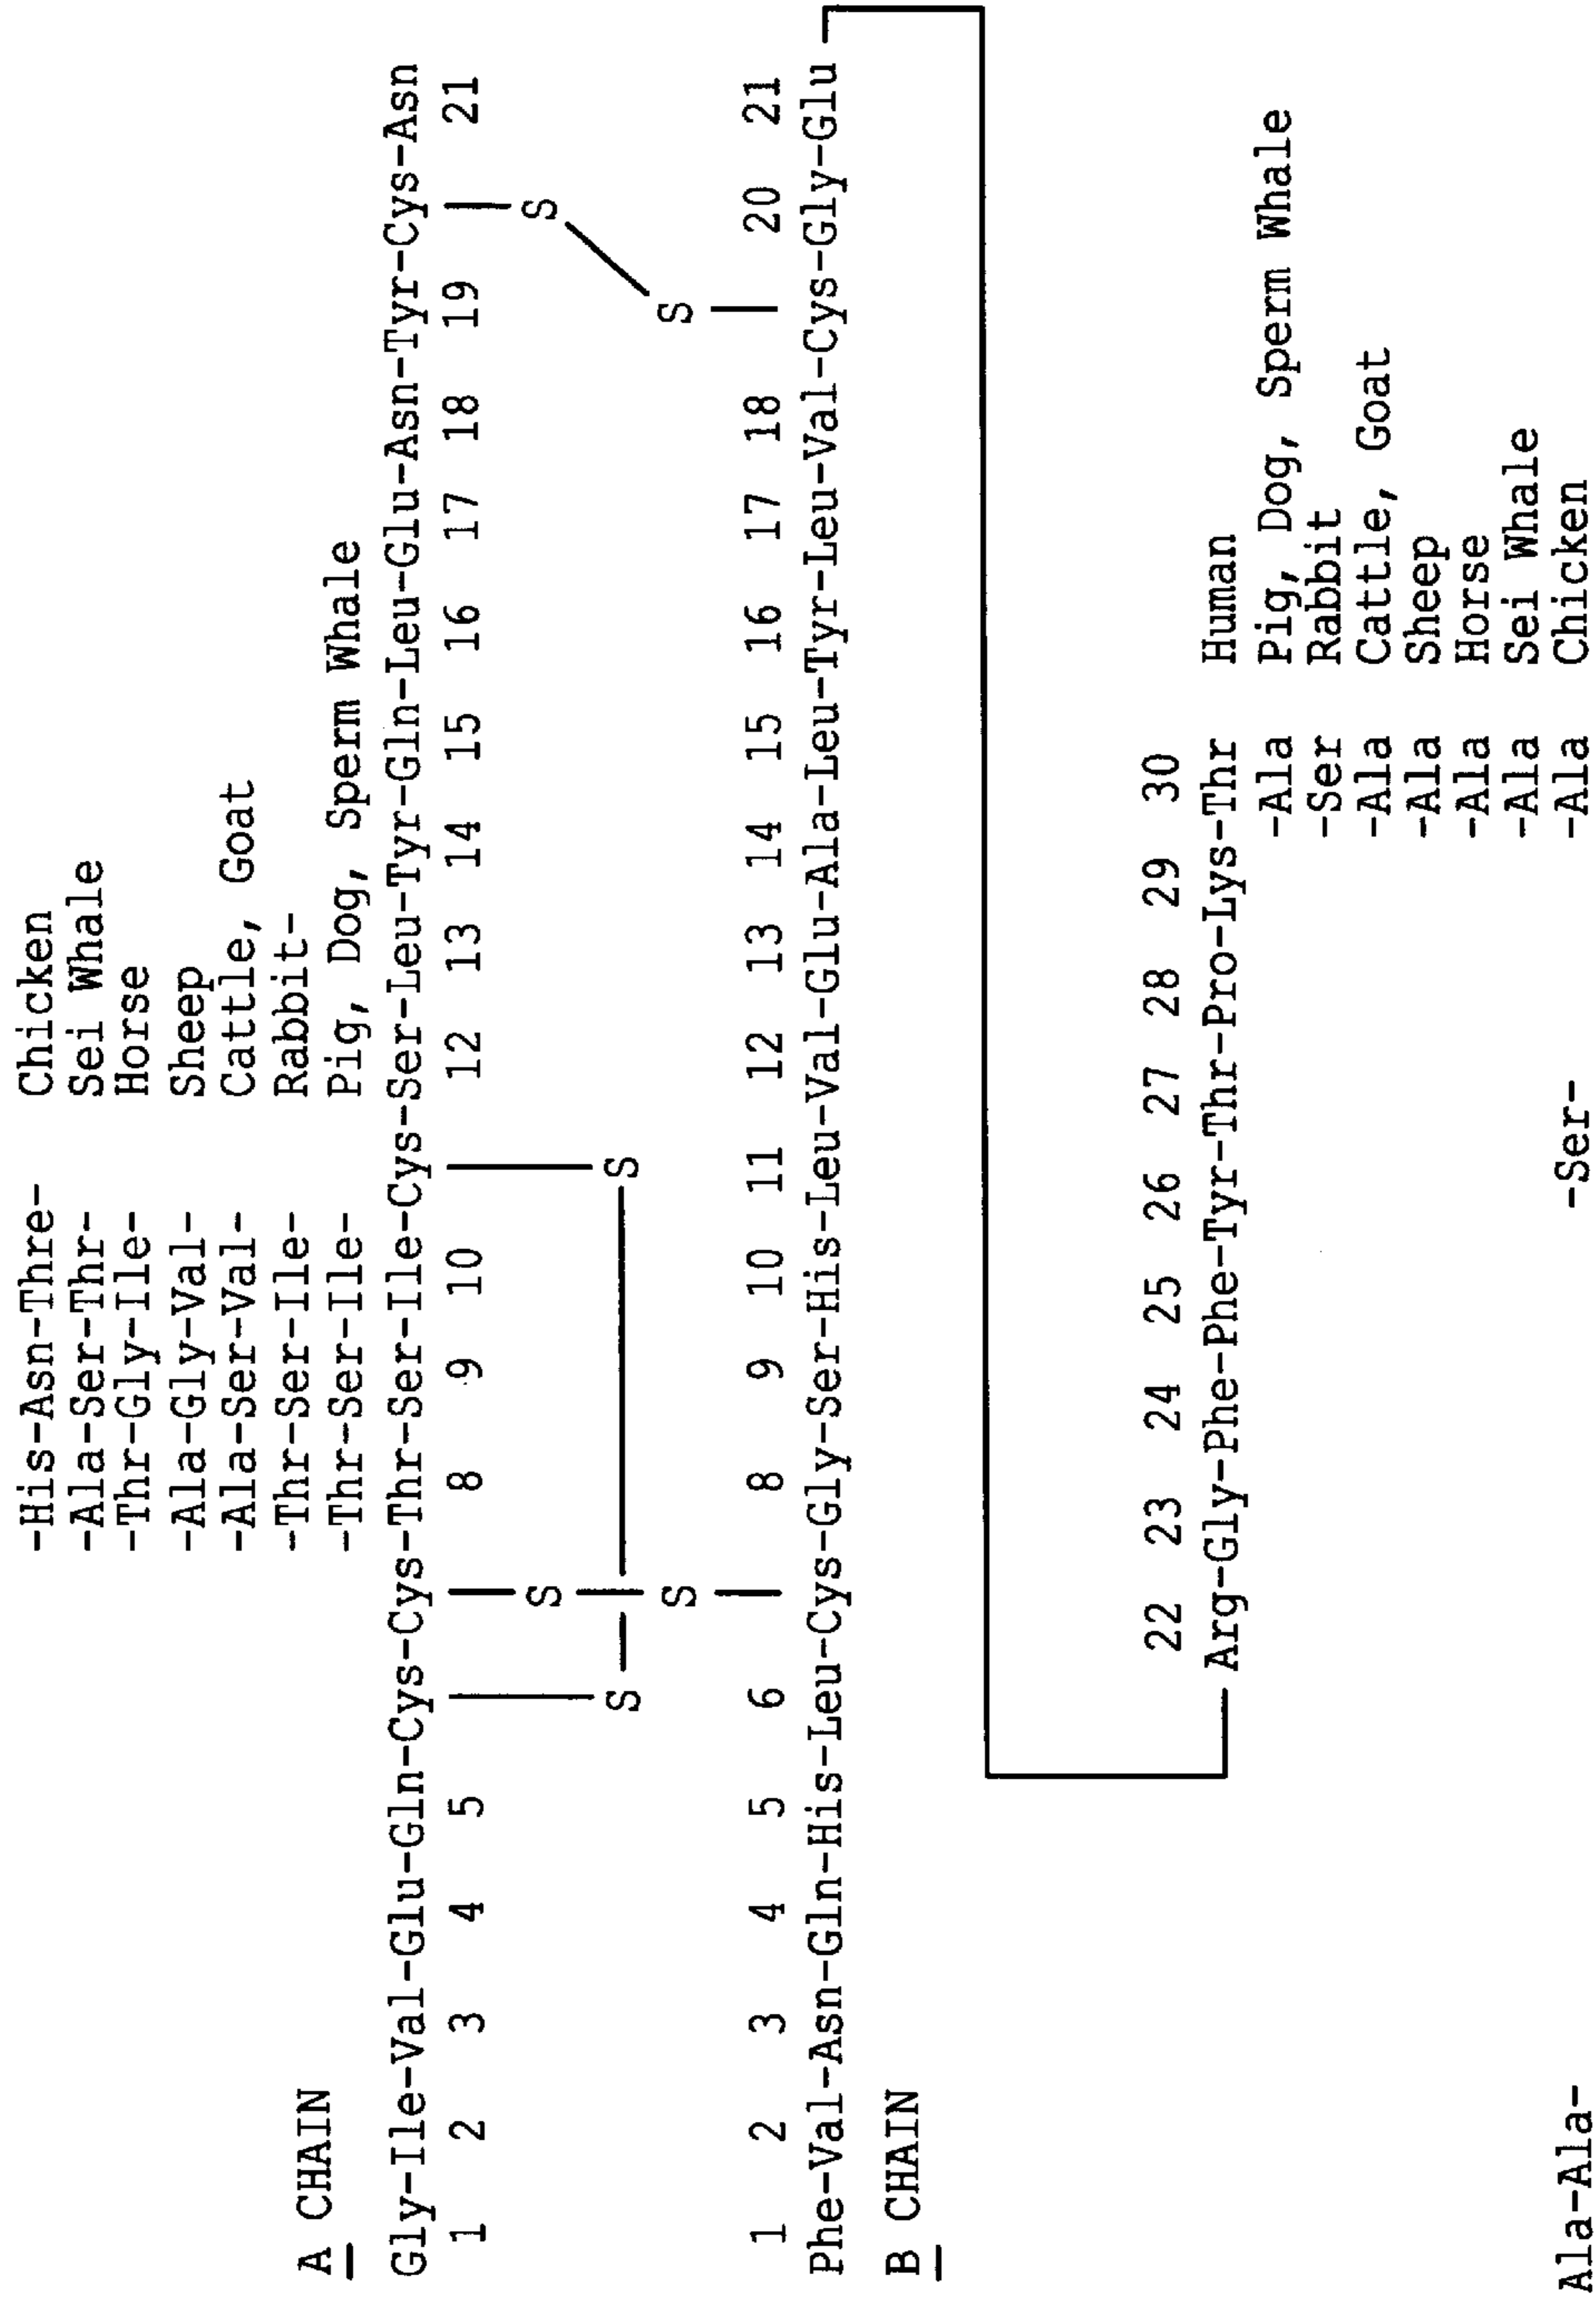 -His-Asn-Thre- Chicken
-Ala-Ser-Thr- Sei Whale
-Thr-Gly-Ile- Horse
-Ala-Gly-Val- Sheep
-Ala-Ser-Val- Cattle, Goat
-Thr-Ser-Ile- Rabbit-
-Thr-Ser-Ile- Pig, Dog, Sperm Whale
A CHAIN
Gly-Ile-Val-Glu-Gln-Cys-Cys-Thr-Ser-Ile-Cys-Ser-Leu-Tyr-Gln-Leu-Glu-Asn-Tyr-Cys-Asn
1 2 3 4 5 8 9 10 12 13 14 15 16 17 18 19 21
S S
S S
S S
1 2 3 4 5 6 8 9 10 11 12 13 14 15 16 17 18 20 21
Phe-Val-Asn-Gln-His-Leu-Cys-Gly-Ser-His-Leu-Val-Glu-Ala-Leu-Tyr-Leu-Val-Cys-Gly-Glu
B CHAIN
22 23 24 25 26 27 28 29 30
Arg-Gly-Phe-Phe-Tyr-Thr-Pro-Lys-Thr Human
-Ala Pig, Dog, Sperm Whale
-Ser Rabbit
-Ala Cattle, Goat
-Ala Sheep
-Ala Horse
-Ala Sei Whale
Ala-Ala- -Ser- -Ala Chicken